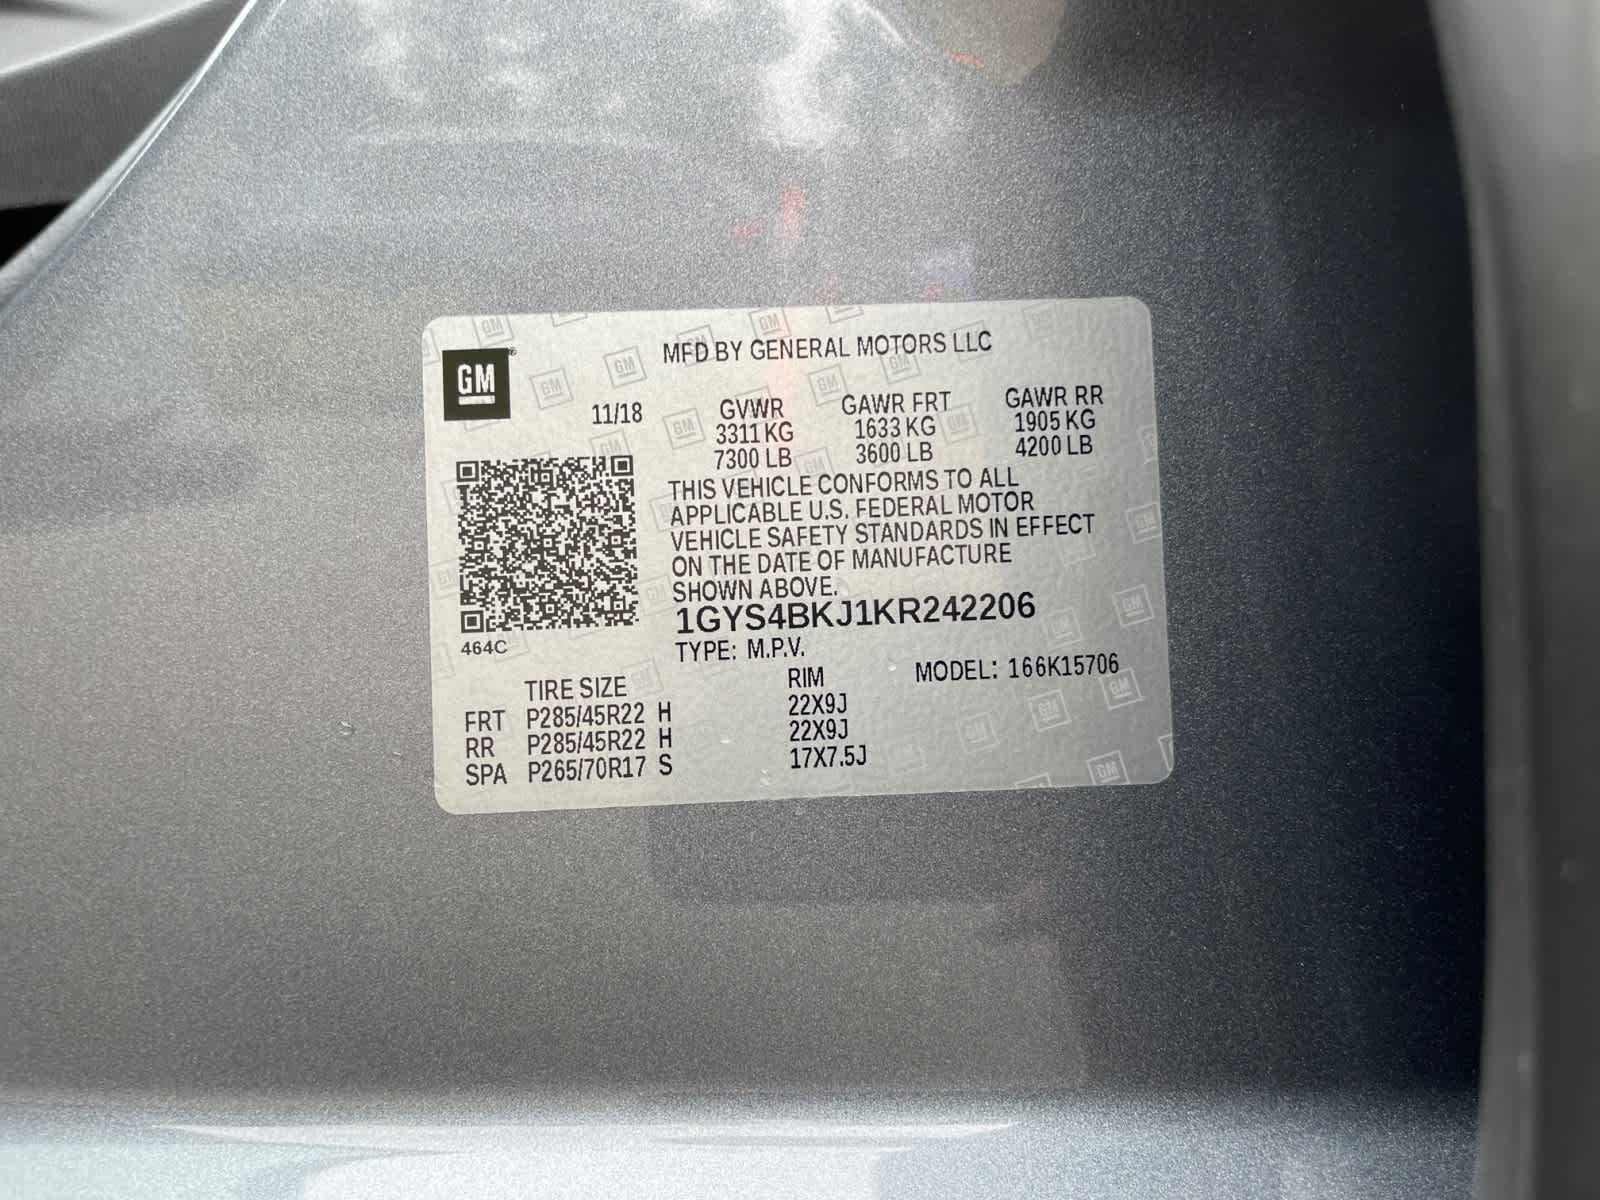 MFD BY GENERAL MOTORS LLC
GM
11/18
GVWR GAWR FRT GAWR RR
3311 KG 1633 KG 1905 KG
7300 LB 3600 LB 4200 LB
THIS VEHICLE CONFORMS TO ALL
APPLICABLE U.S. FEDERAL MOTOR
VEHICLE SAFETY STANDARDS IN EFFECT
ON THE DATE OF MANUFACTURE
SHOWN ABOVE.
1GYS4BKJ1KR242206
464C
TYPE: M.P.V.
MODEL: 166K15706
TIRE SIZE RIM
FRT P285/45R22 H 22X9J
RR P285/45R22 H 22X9J
SPA P265/70R17 S 17X7.5J